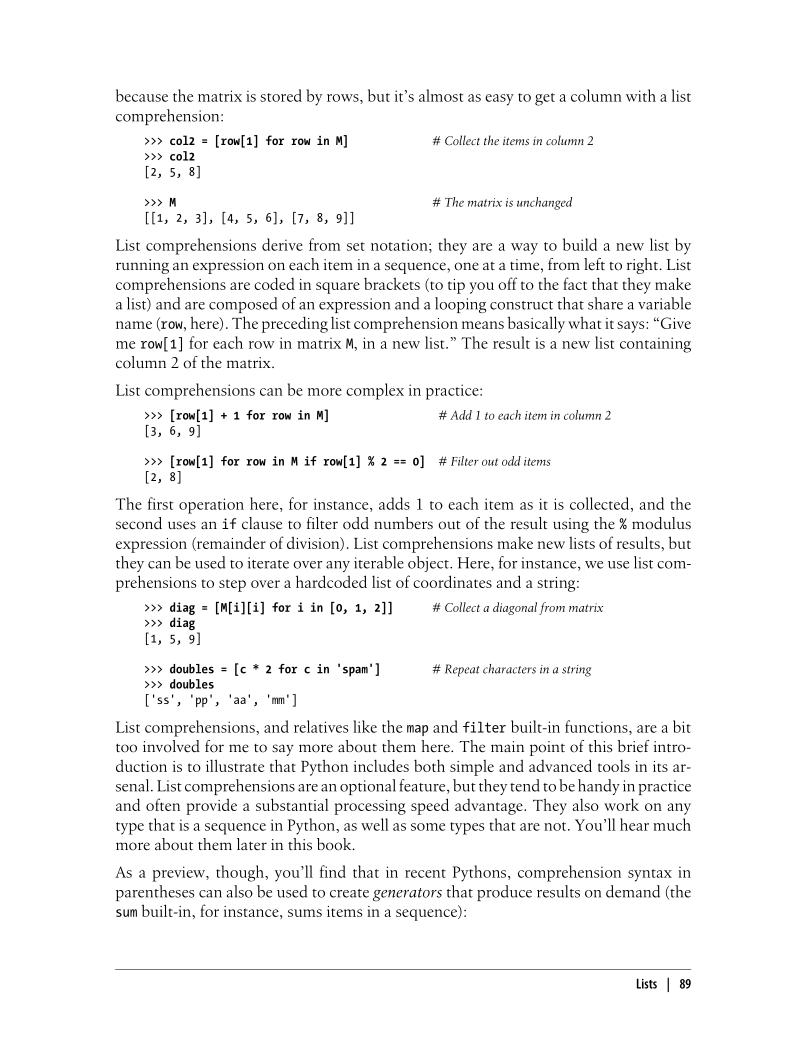 because the matrix is stored by rows, but it’s almost as easy to get a column with a list
comprehension:
>>> col2 = [row[1] for row in M] # Collect the items in column 2
>>> col2
[2, 5, 8]
>>> M # The matrix is unchanged
[[1, 2, 3], [4, 5, 6], [7, 8, 9]]
List comprehensions derive from set notation; they are a way to build a new list by
running an expression on each item in a sequence, one at a time, from left to right. List
comprehensions are coded in square brackets (to tip you off to the fact that they make
a list) and are composed of an expression and a looping construct that share a variable
name (row, here). The preceding list comprehension means basically what it says: “Give
me row[1] for each row in matrix M, in a new list.” The result is a new list containing
column 2 of the matrix.
List comprehensions can be more complex in practice:
>>> [row[1] + 1 for row in M] # Add 1 to each item in column 2
[3, 6, 9]
>>> [row[1] for row in M if row[1] % 2 == 0] # Filter out odd items
[2, 8]
The first operation here, for instance, adds 1 to each item as it is collected, and the
second uses an if clause to filter odd numbers out of the result using the % modulus
expression (remainder of division). List comprehensions make new lists of results, but
they can be used to iterate over any iterable object. Here, for instance, we use list com-
prehensions to step over a hardcoded list of coordinates and a string:
>>> diag = [M[i][i] for i in [0, 1, 2]] # Collect a diagonal from matrix
>>> diag
[1, 5, 9]
>>> doubles = [c * 2 for c in 'spam'] # Repeat characters in a string
>>> doubles
['ss', 'pp', 'aa', 'mm']
List comprehensions, and relatives like the map and filter built-in functions, are a bit
too involved for me to say more about them here. The main point of this brief intro-
duction is to illustrate that Python includes both simple and advanced tools in its ar-
senal. List comprehensions are an optional feature, but they tend to be handy in practice
and often provide a substantial processing speed advantage. They also work on any
type that is a sequence in Python, as well as some types that are not. You’ll hear much
more about them later in this book.
As a preview, though, you’ll find that in recent Pythons, comprehension syntax in
parentheses can also be used to create generators that produce results on demand (the
sum built-in, for instance, sums items in a sequence):
Lists | 89